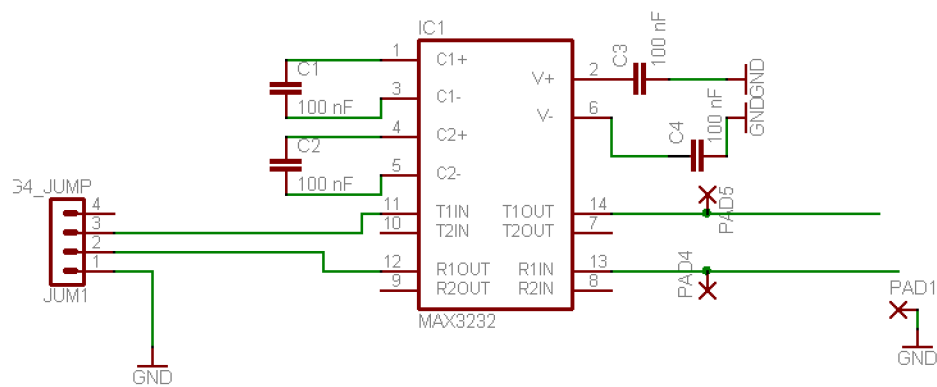 IC1
1
C1+
C1
3
C1-
100 nF
4
C2+
C2
5
C2-
100 nF
V+
2
C3
100 nF
GND
V-
6
C4
100 nF
GND
G4_JUMP
4
3
2
1
JUM1
GND
11
T1IN
10
T2IN
12
R1OUT
9
R2OUT
T1OUT
14
T2OUT
7
R1IN
13
R2IN
8
MAX3232
PAD5
PAD4
PAD1
GND